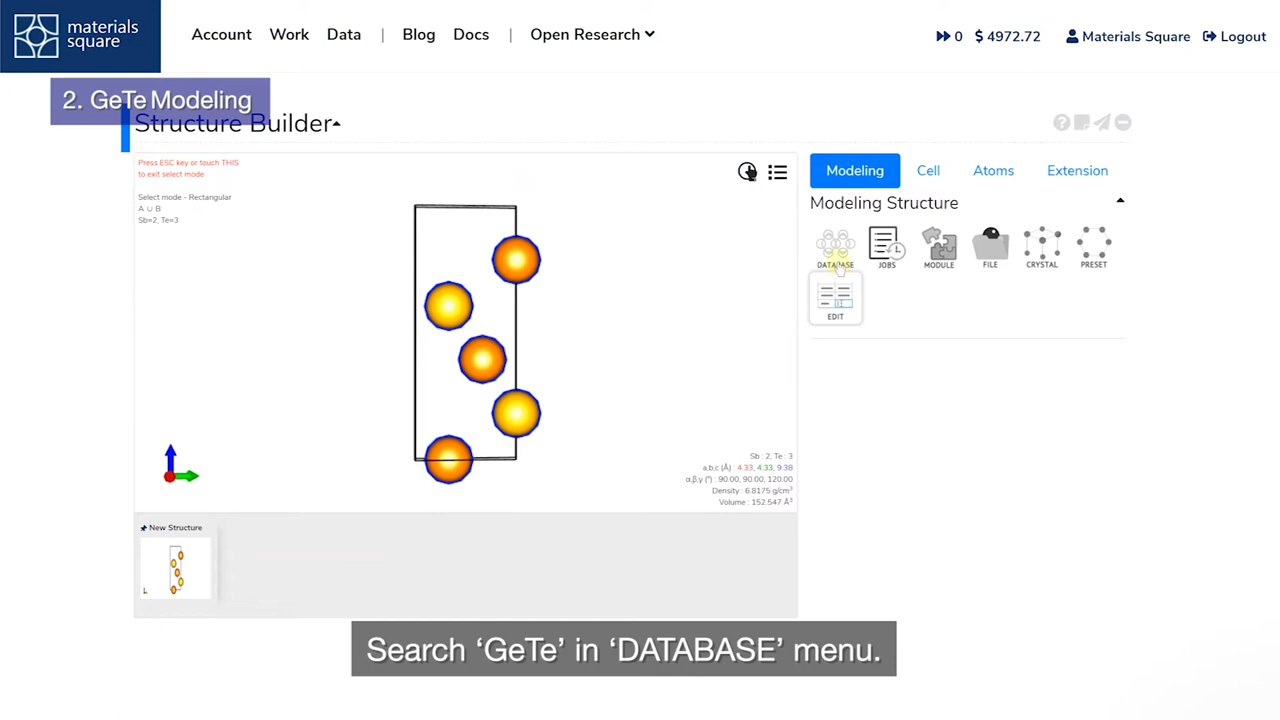 materials
square
Account Work Data | Blog Docs | Open Research
0 $ 4972.72 Materials Square Logout
2. GeTe Modeling
Structure Builder
Press ESC key or touch THIS
to exit select mode
Select mode - Rectangular
A ∪ B
Sb=2, Te=3
Modeling Cell Atoms Extension
Modeling Structure
DATABASE JOBS MODULE FILE CRYSTAL PRESET
EDIT
Sb : 2, Te : 3
a,b,c (Å) : 4.33, 4.33, 9.38
α,β,γ (°) : 90.00, 90.00, 120.00
Density : 6.8175 g/cm³
Volume : 152.547 Å³
New Structure
Search ‘GeTe’ in ‘DATABASE’ menu.